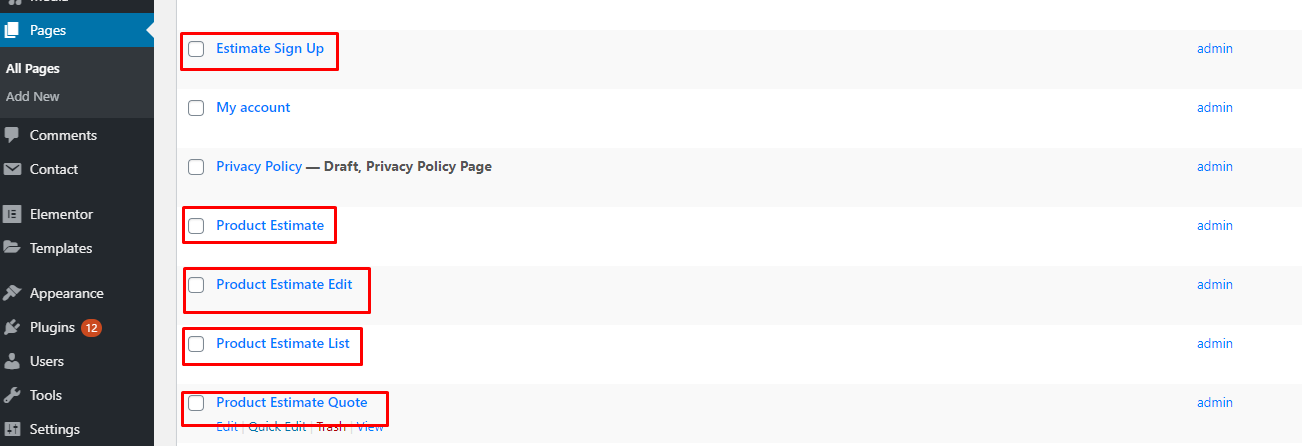 Media
Pages
All Pages
Add New
Comments
Contact
Elementor
Templates
Appearance
Plugins 12
Users
Tools
Settings
Estimate Sign Up admin
My account admin
Privacy Policy — Draft, Privacy Policy Page admin
Product Estimate admin
Product Estimate Edit admin
Product Estimate List admin
Product Estimate Quote admin
Edit | Quick Edit | Trash | View